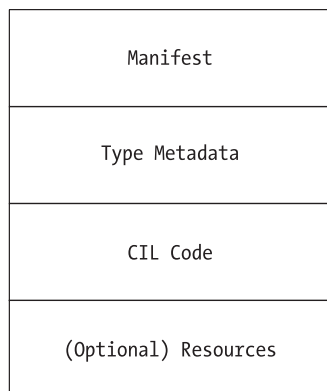 Manifest
Type Metadata
CIL Code
(Optional) Resources